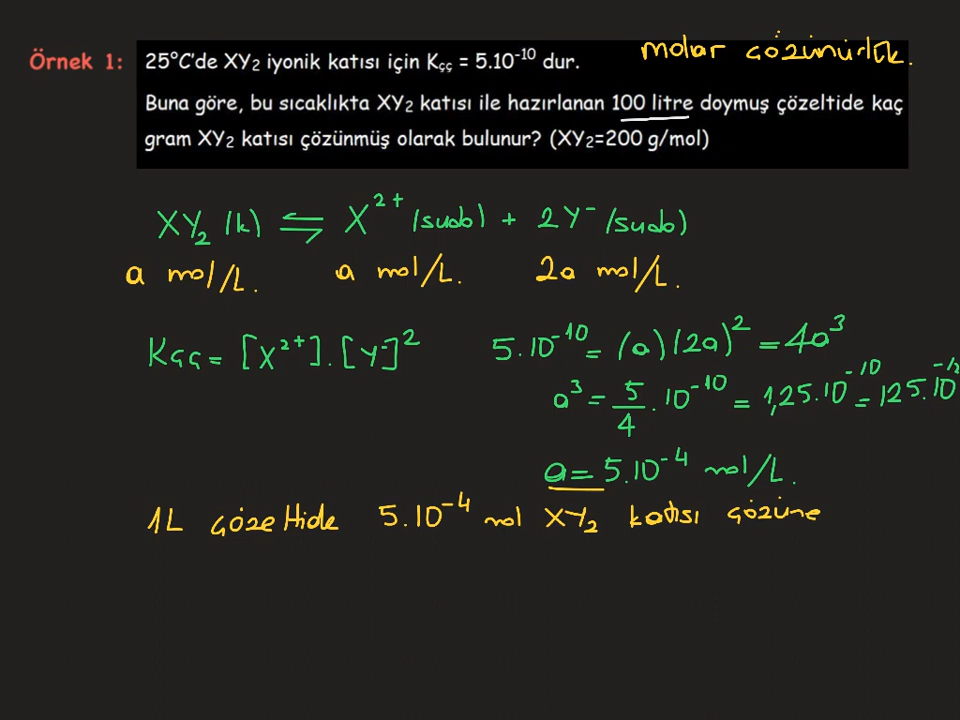 molar çözünürlük.
Örnek 1: 25°C'de XY₂ iyonik katısı için Kçç = 5.10⁻¹⁰ dur.
Buna göre, bu sıcaklıkta XY₂ katısı ile hazırlanan 100 litre doymuş çözeltide kaç
gram XY₂ katısı çözünmüş olarak bulunur? (XY₂=200 g/mol)
XY₂ (k) ⇌ X²⁺ (suda) + 2Y⁻ (suda)
a mol/L. a mol/L. 2a mol/L.
Kçç = [X²⁺].[Y⁻]² 5.10⁻¹⁰ = (a)(2a)² = 4a³
a³ = 5/4 .10⁻¹⁰ = 1,25.10⁻¹⁰ = 125.10⁻¹²
a = 5.10⁻⁴ mol/L.
1L çözeltide 5.10⁻⁴ mol XY₂ katısı çözüne